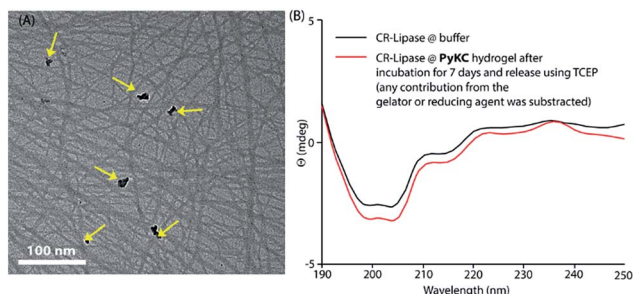 (A)
100 nm
(B)
5
0
-5
Θ (mdeg)
CR-Lipase @ buffer
CR-Lipase @ PyKC hydrogel after
incubation for 7 days and release using TCEP
(any contribution from the
gelator or reducing agent was substracted)
190 200 210 220 230 240 250
Wavelength (nm)